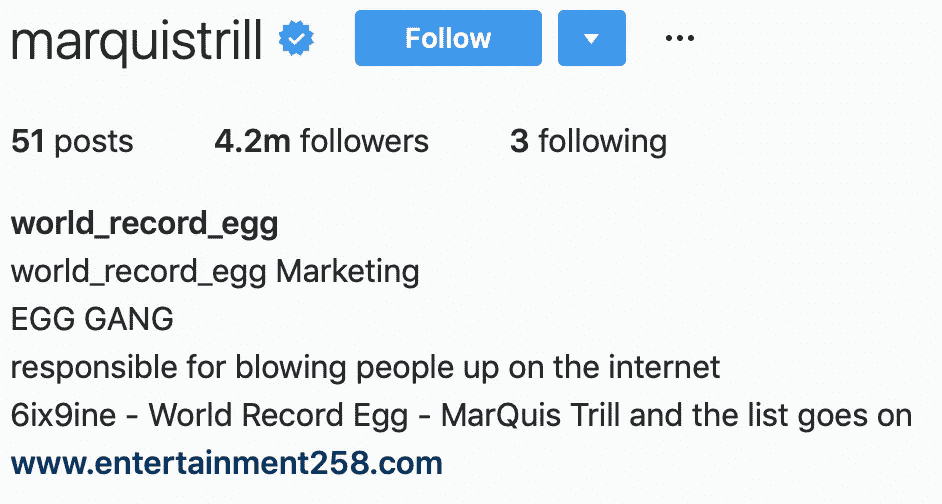 marquistrill Follow
51 posts 4.2m followers 3 following
world_record_egg
world_record_egg Marketing
EGG GANG
responsible for blowing people up on the internet
6ix9ine - World Record Egg - MarQuis Trill and the list goes on
www.entertainment258.com